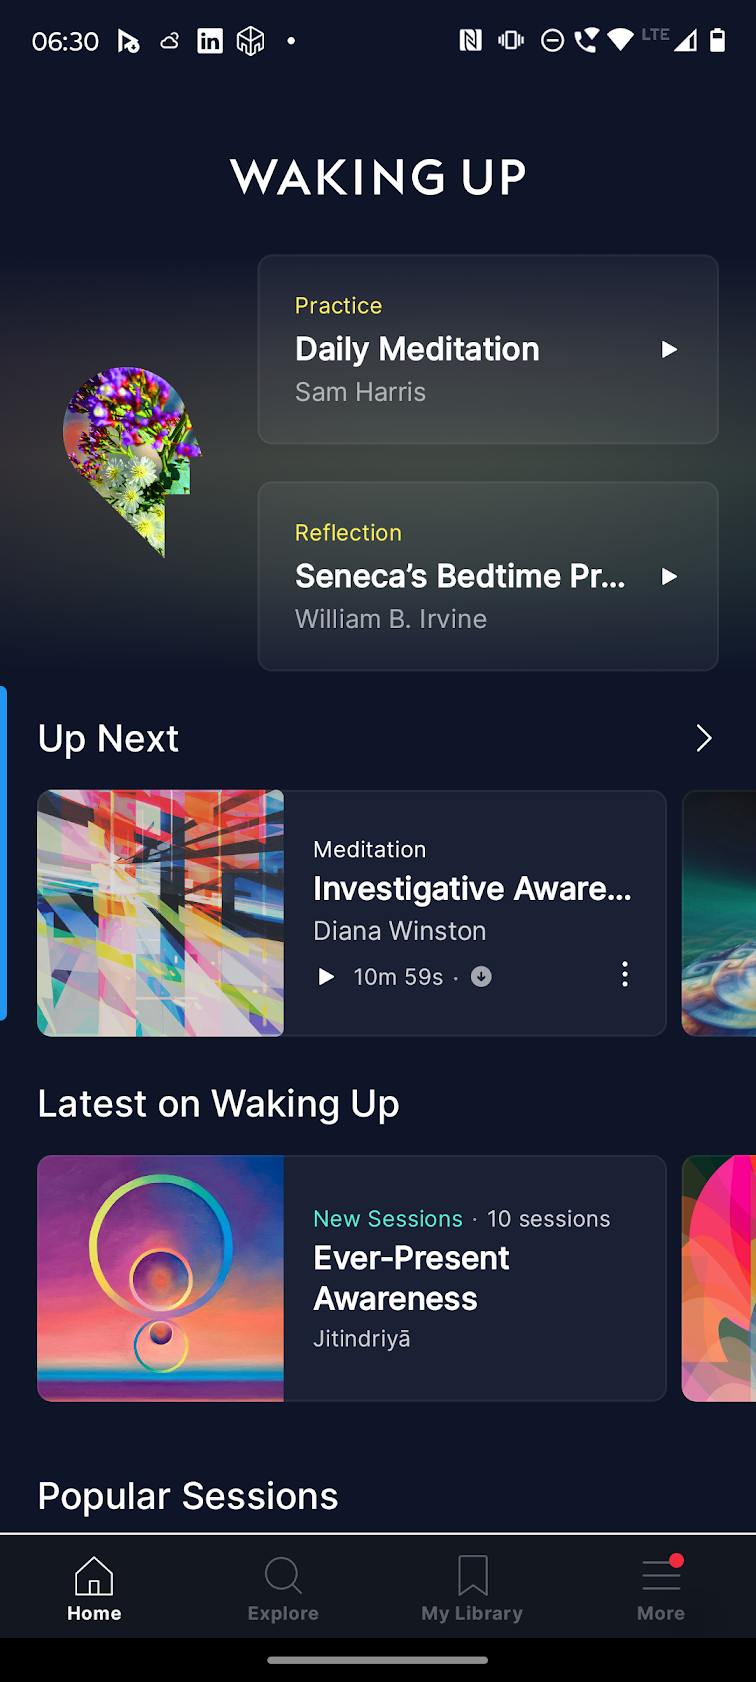 06:30
LTE
WAKING UP
Practice
Daily Meditation
Sam Harris
Reflection
Seneca’s Bedtime Pr...
William B. Irvine
Up Next
Meditation
Investigative Aware...
Diana Winston
10m 59s ·
Latest on Waking Up
New Sessions · 10 sessions
Ever-Present
Awareness
Jitindriyā
Popular Sessions
Home
Explore
My Library
More